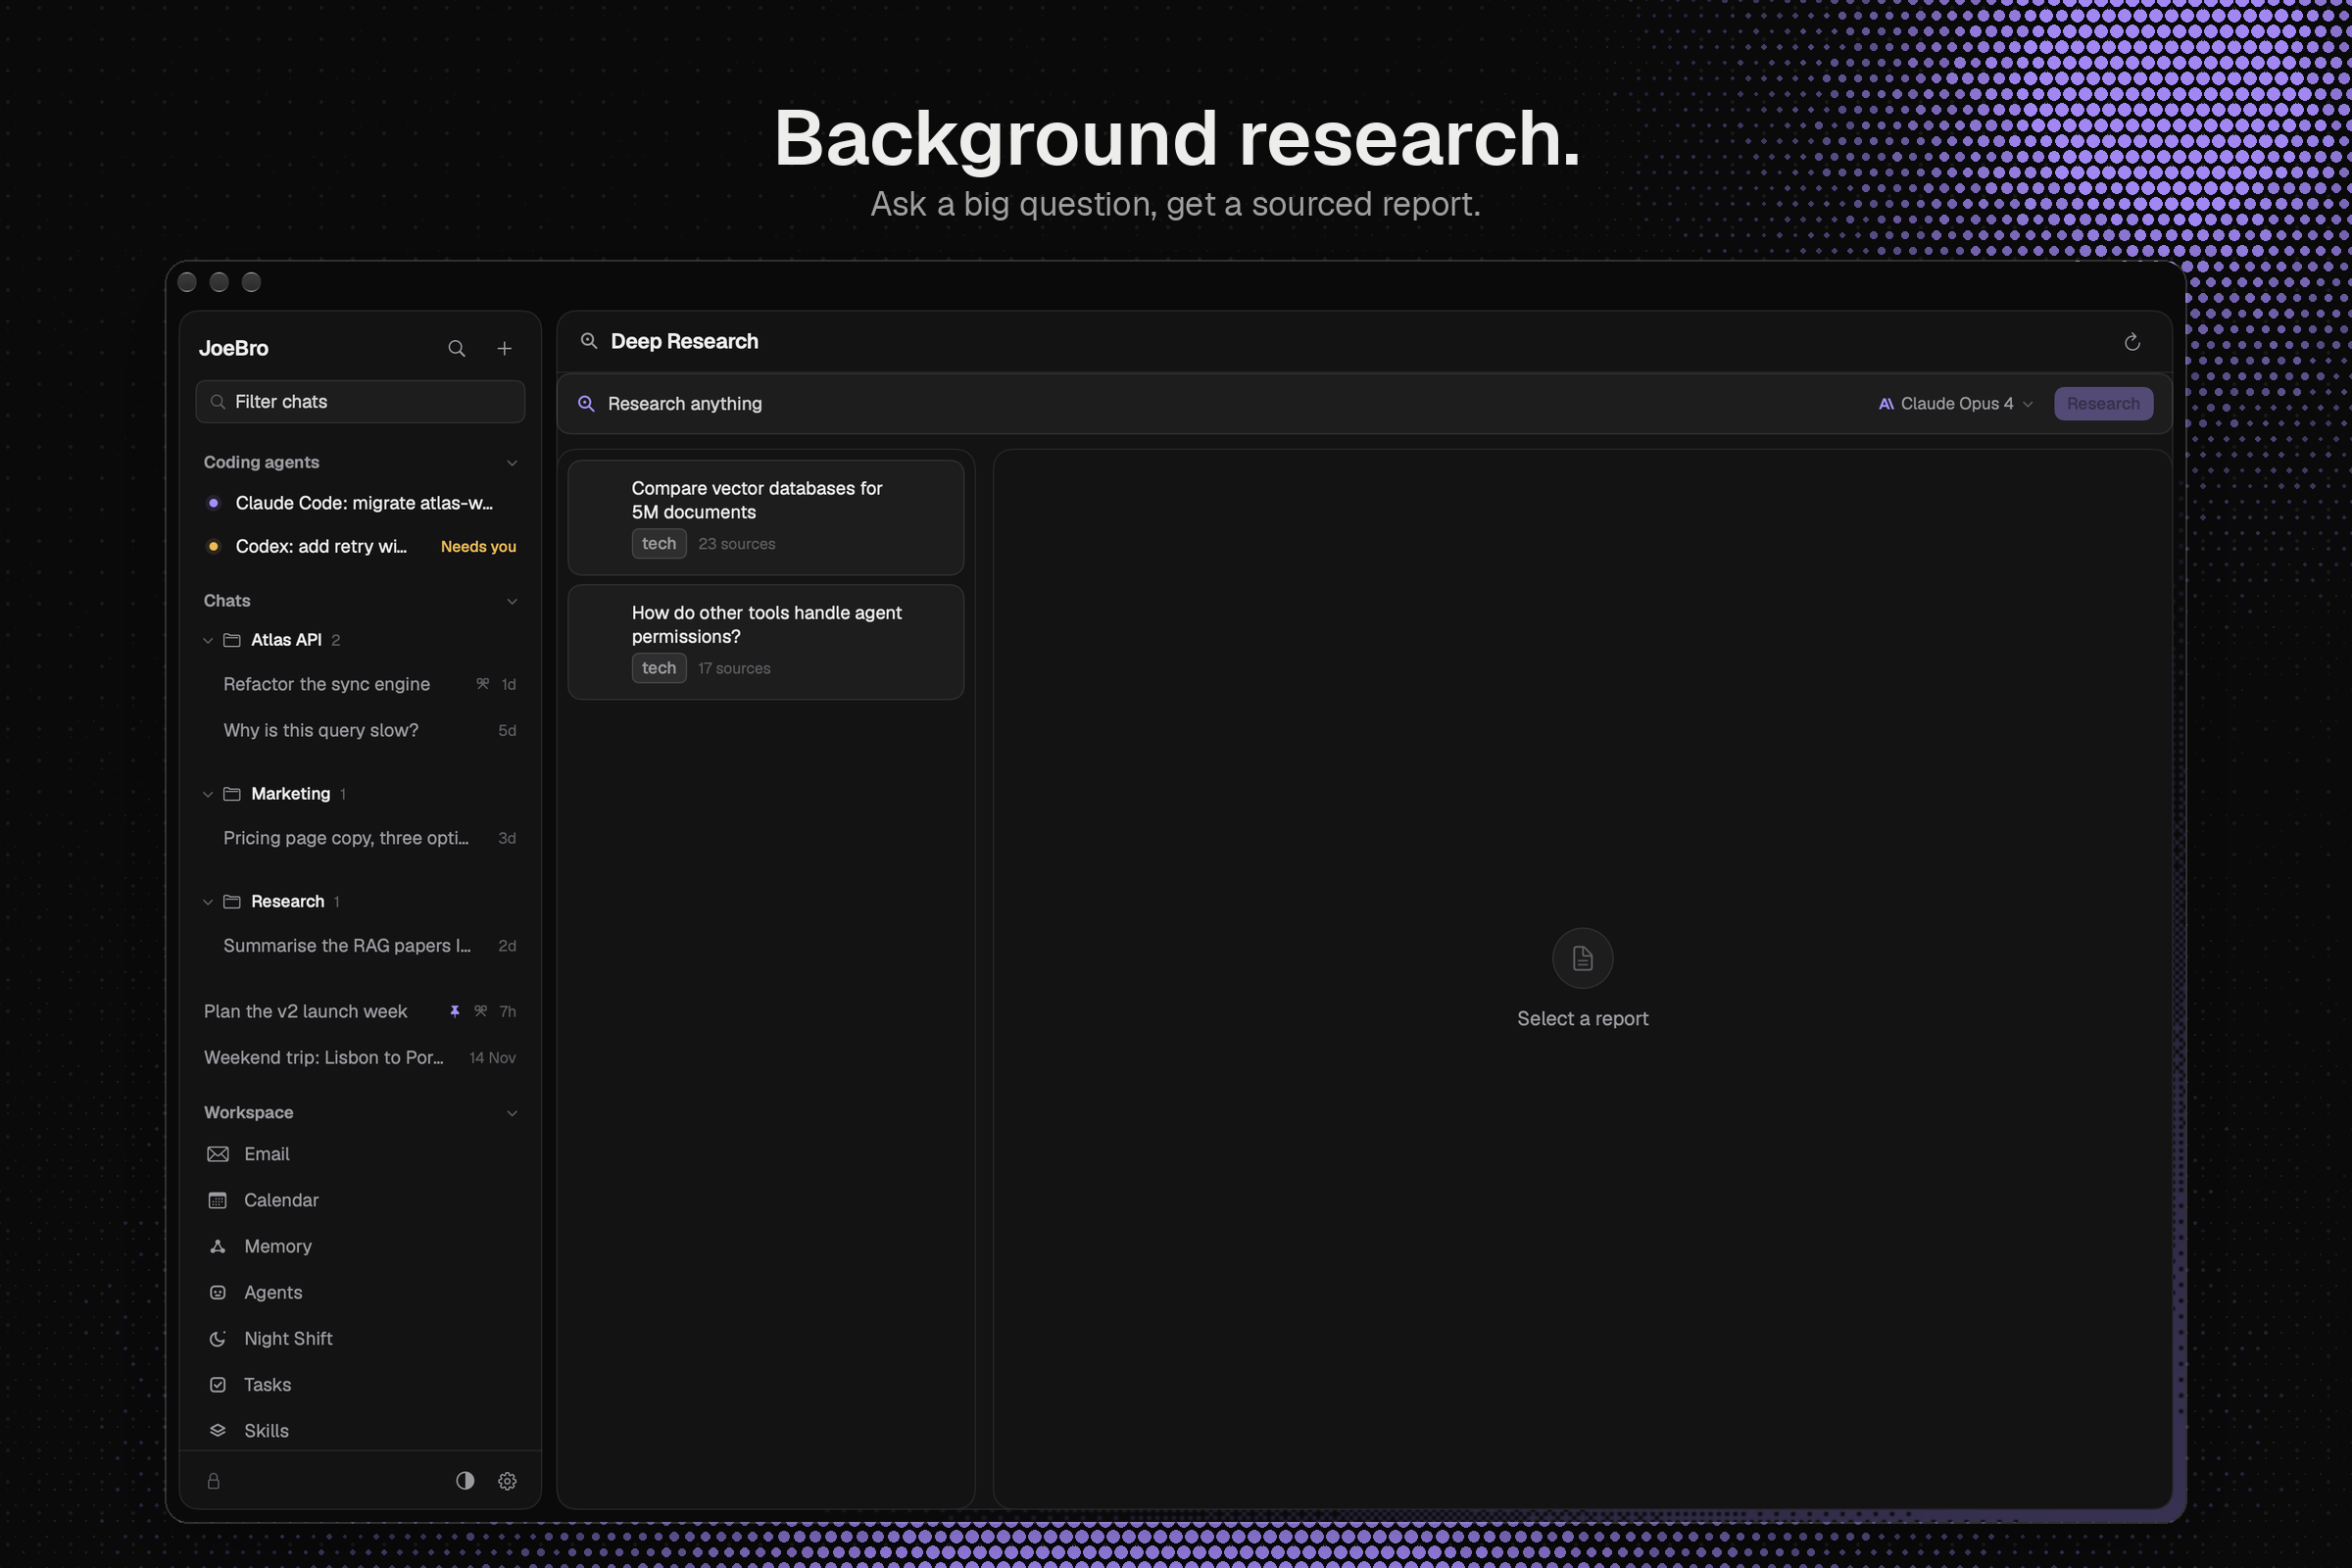 Background research.
Ask a big question, get a sourced report.
JoeBro
Filter chats
Coding agents
Claude Code: migrate atlas-w...
Codex: add retry wi... Needs you
Chats
Atlas API 2
Refactor the sync engine 1d
Why is this query slow? 5d
Marketing 1
Pricing page copy, three opti... 3d
Research 1
Summarise the RAG papers I... 2d
Plan the v2 launch week 7h
Weekend trip: Lisbon to Por... 14 Nov
Workspace
Email
Calendar
Memory
Agents
Night Shift
Tasks
Skills
Deep Research
Research anything Claude Opus 4 Research
Compare vector databases for
5M documents
tech 23 sources
How do other tools handle agent
permissions?
tech 17 sources
Select a report